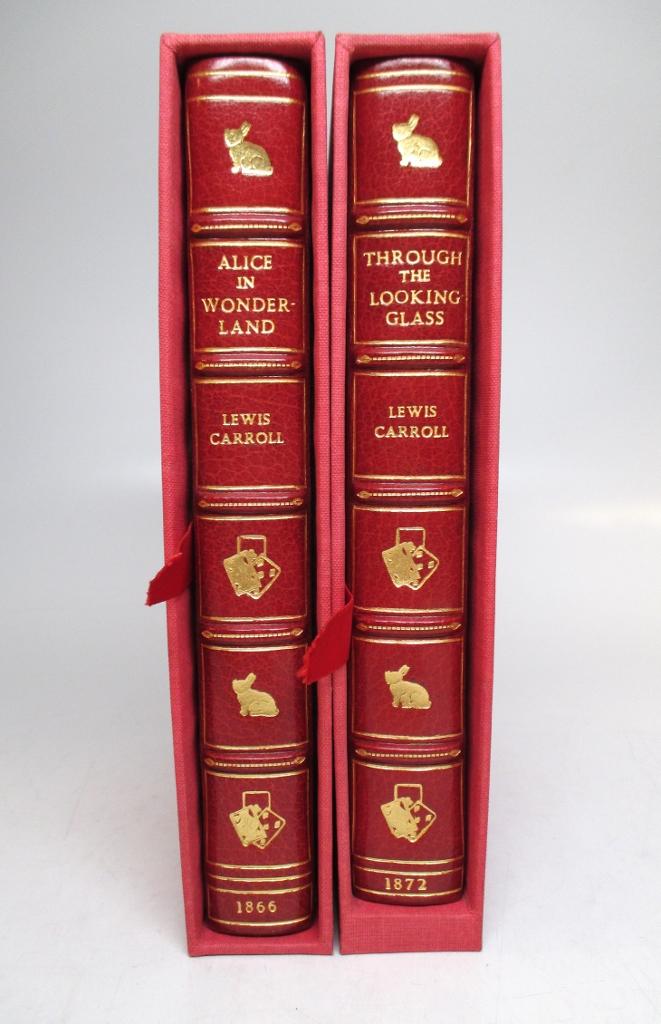 ALICE
IN
WONDER-
LAND
LEWIS
CARROLL
1866
THROUGH
THE
LOOKING
GLASS
LEWIS
CARROLL
1872